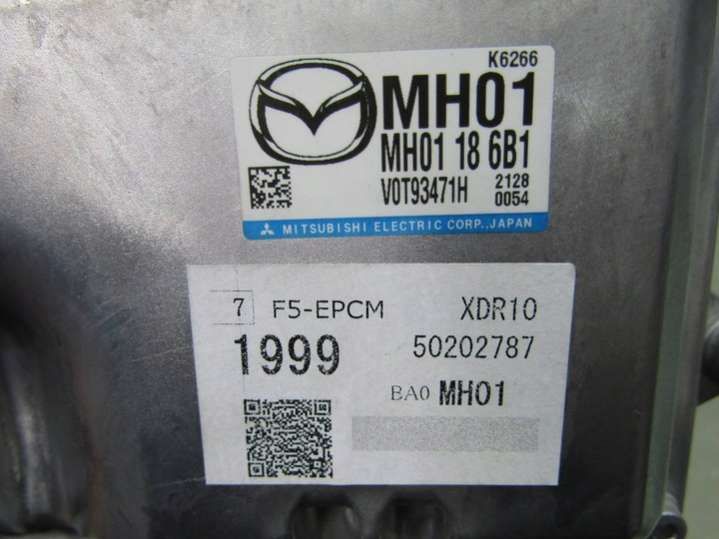 K6266
MH01
MH01 18 6B1
V0T93471H 2128 0054
MITSUBISHI ELECTRIC CORP.,JAPAN
7 F5-EPCM XDR10
1999 50202787
BA0 MH01